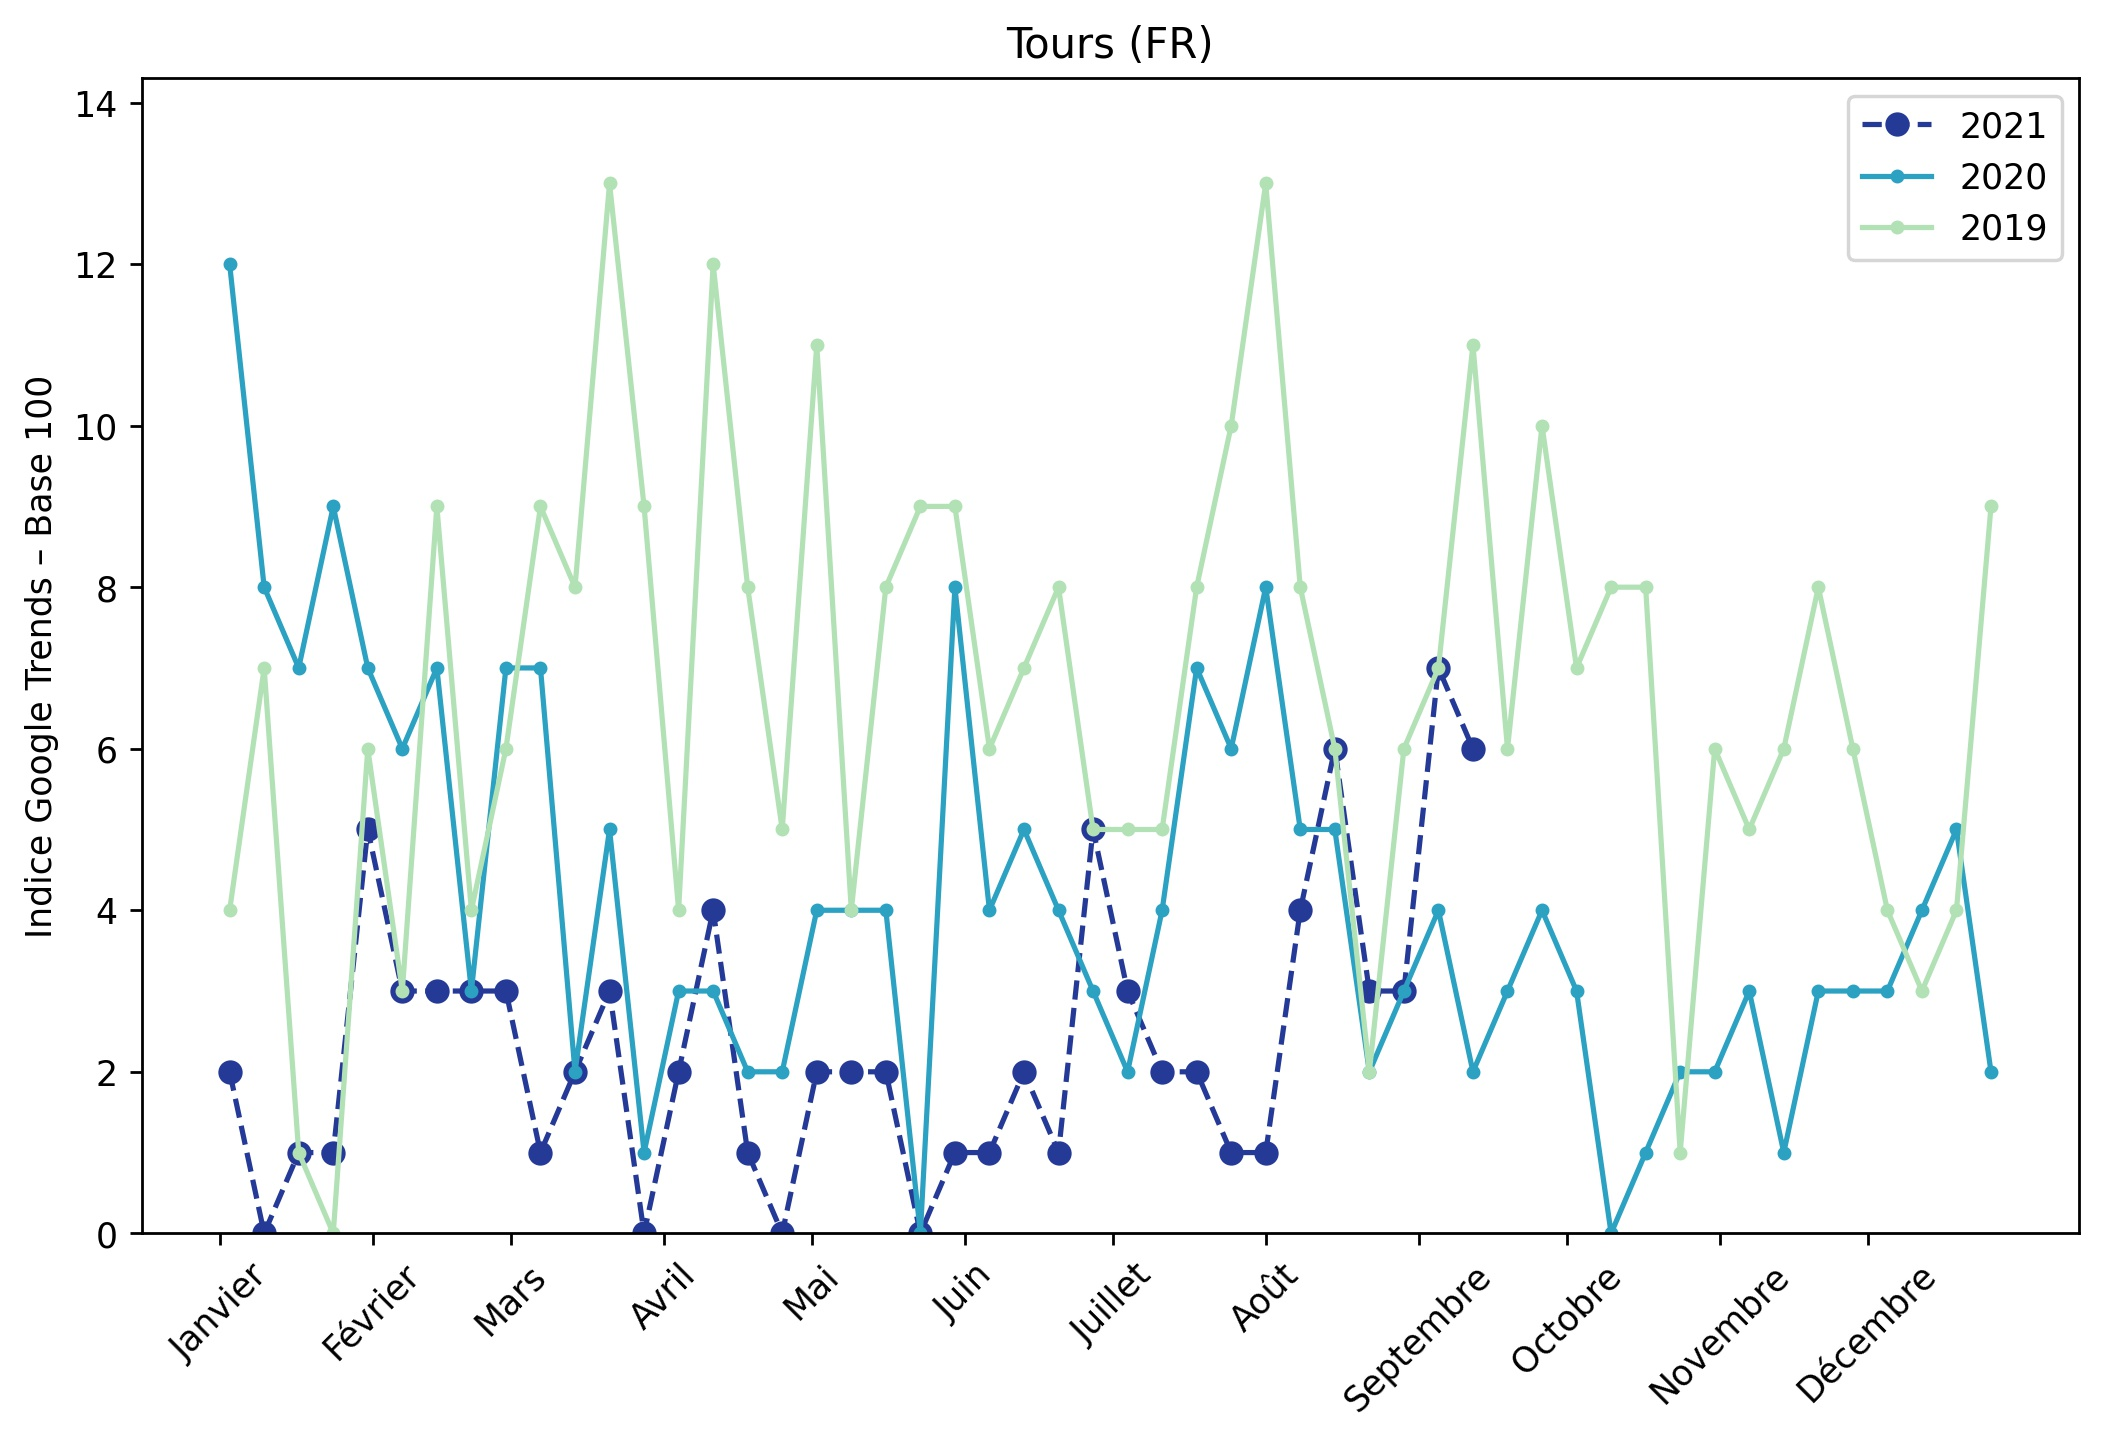 Tours (FR)
Indice Google Trends – Base 100
14
12
10
8
6
4
2
0
2021
2020
2019
Janvier
Février
Mars
Avril
Mai
Juin
Juillet
Août
Septembre
Octobre
Novembre
Décembre